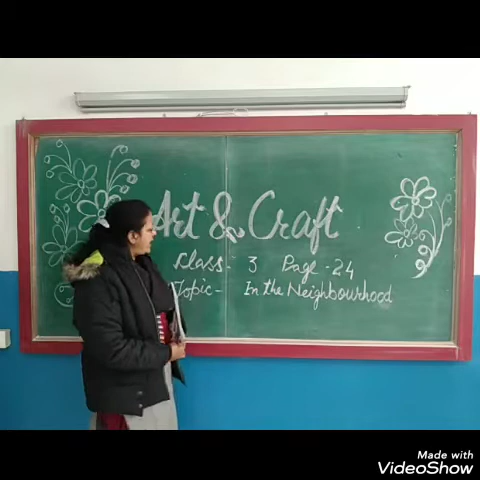 Art & Craft
Class - 3 Page - 24
Topic - In the Neighbourhood
Made with
VideoShow